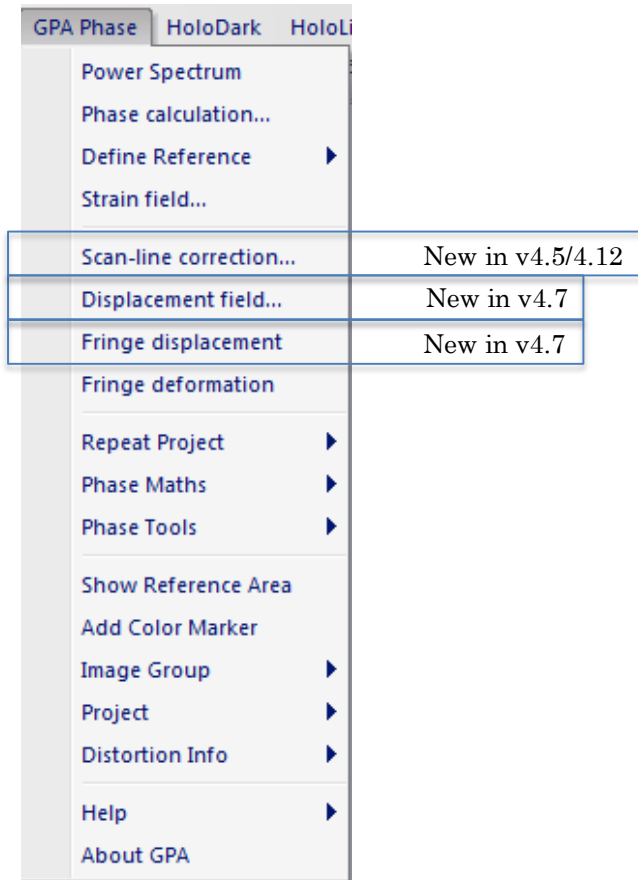 GPA Phase HoloDark HoloLi
Power Spectrum
Phase calculation...
Define Reference
Strain field...
Scan-line correction... New in v4.5/4.12
Displacement field... New in v4.7
Fringe displacement New in v4.7
Fringe deformation
Repeat Project
Phase Maths
Phase Tools
Show Reference Area
Add Color Marker
Image Group
Project
Distortion Info
Help
About GPA